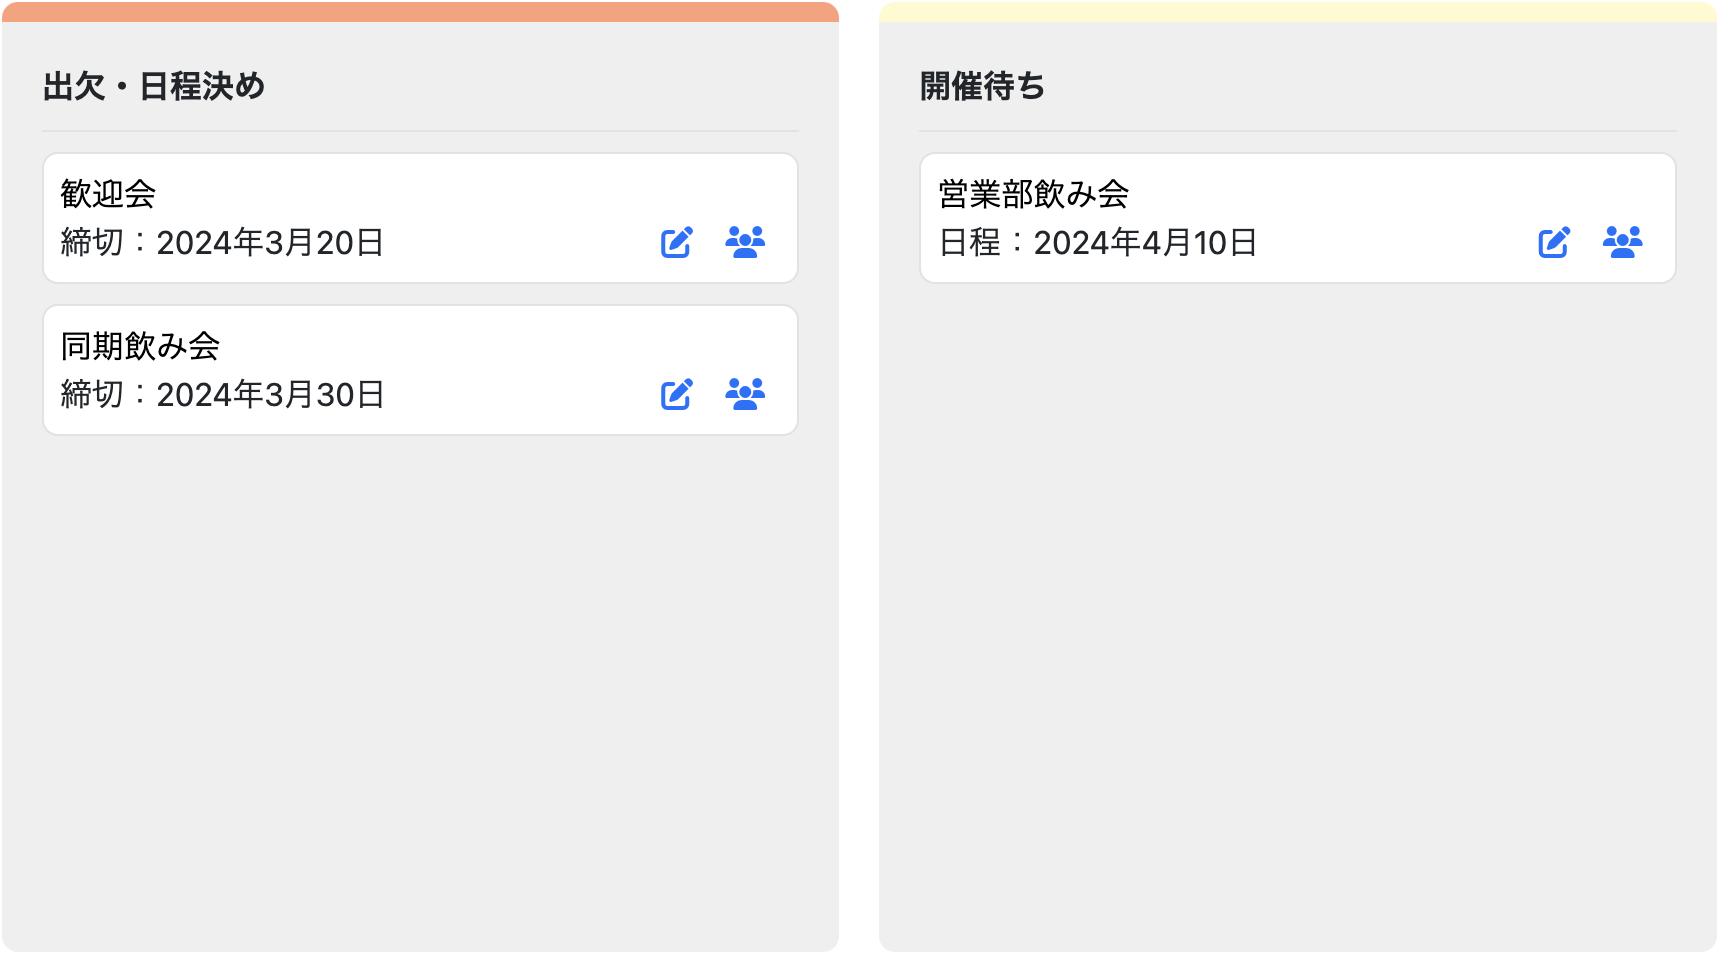 出欠・日程決め
歓迎会
締切：2024年3月20日
同期飲み会
締切：2024年3月30日
開催待ち
営業部飲み会
日程：2024年4月10日